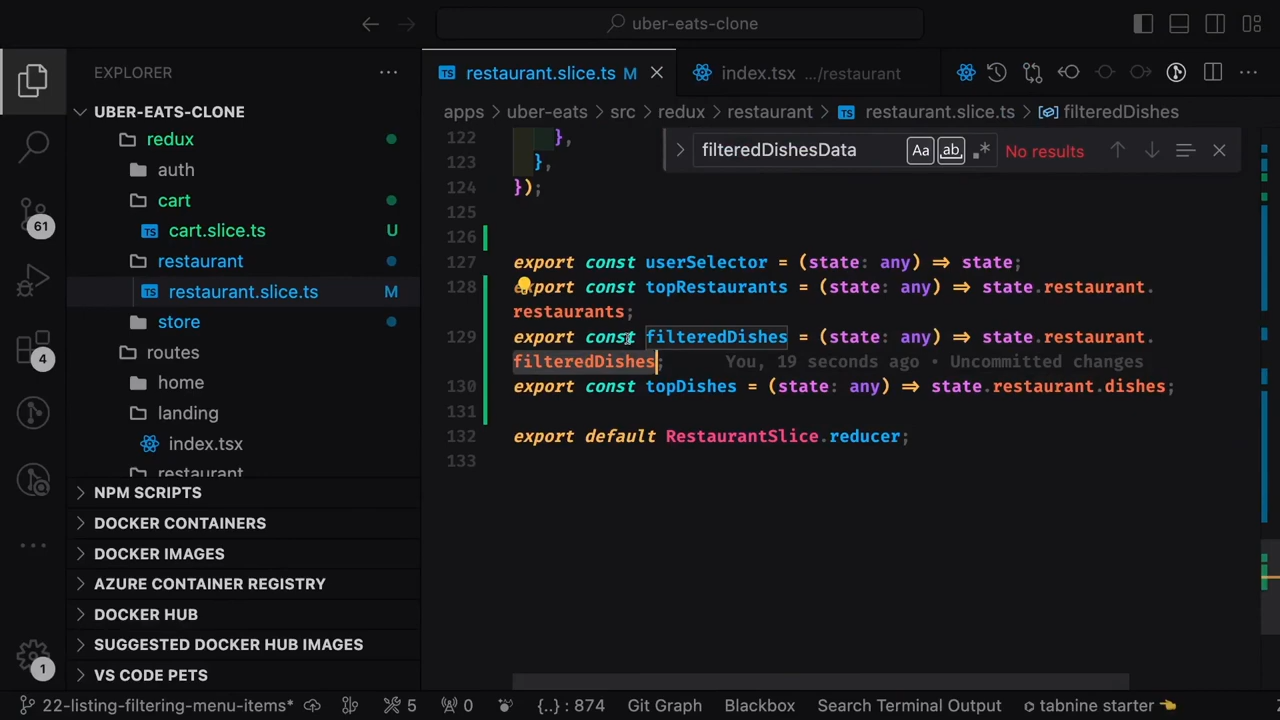 uber-eats-clone
EXPLORER
UBER-EATS-CLONE
redux
auth
cart
cart.slice.ts U
restaurant
restaurant.slice.ts M
store
routes
home
landing
index.tsx
restaurant
NPM SCRIPTS
DOCKER CONTAINERS
DOCKER IMAGES
AZURE CONTAINER REGISTRY
DOCKER HUB
SUGGESTED DOCKER HUB IMAGES
VS CODE PETS
61
4
1
TS restaurant.slice.ts M
index.tsx .../restaurant
apps > uber-eats > src > redux > restaurant > TS restaurant.slice.ts > filteredDishes
filteredDishesData Aa ab .* No results
122 },
123 },
124 });
125
126
127 export const userSelector = (state: any) => state;
128 export const topRestaurants = (state: any) => state.restaurant.
restaurants;
129 export const filteredDishes = (state: any) => state.restaurant.
filteredDishes; You, 19 seconds ago • Uncommitted changes
130 export const topDishes = (state: any) => state.restaurant.dishes;
131
132 export default RestaurantSlice.reducer;
133
22-listing-filtering-menu-items* 5 0 {..} : 874 Git Graph Blackbox Search Terminal Output tabnine starter